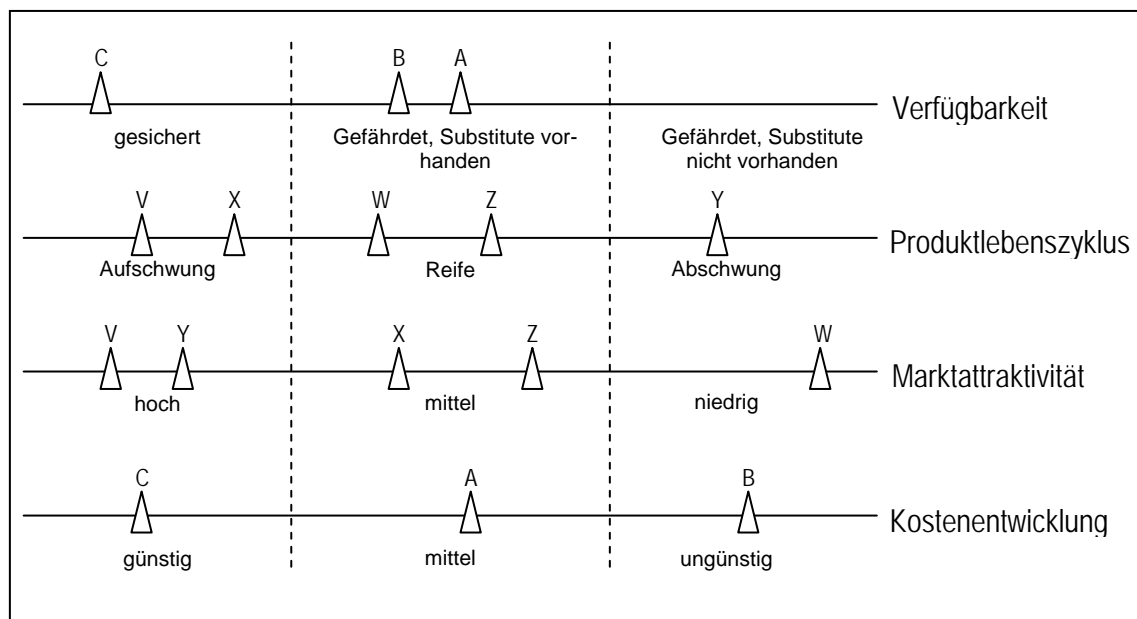 C B A
Verfügbarkeit
gesichert
Gefährdet, Substitute vor-
handen
Gefährdet, Substitute
nicht vorhanden
V X W Z Y
Produktlebenszyklus
Aufschwung Reife Abschwung
V Y X Z W
Marktattraktivität
hoch mittel niedrig
C A B
Kostenentwicklung
günstig mittel ungünstig